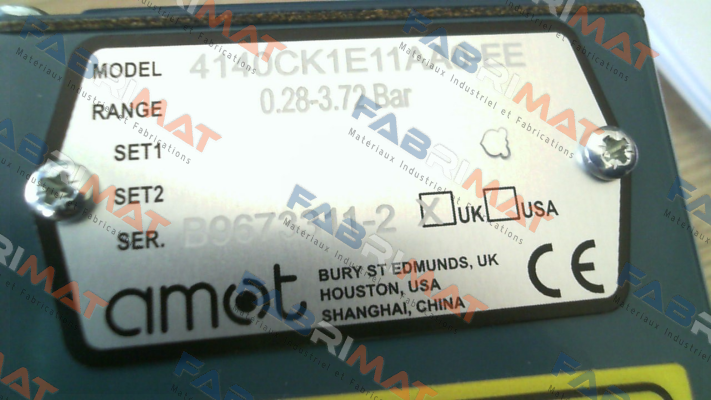 MODEL
RANGE 0.28-3.72 Bar
SET1
SET2
SER. UK USA
amot
BURY ST EDMUNDS, UK
HOUSTON, USA
SHANGHAI, CHINA
CE
FABRIMAT
Materiaux Industriel et Fabrications